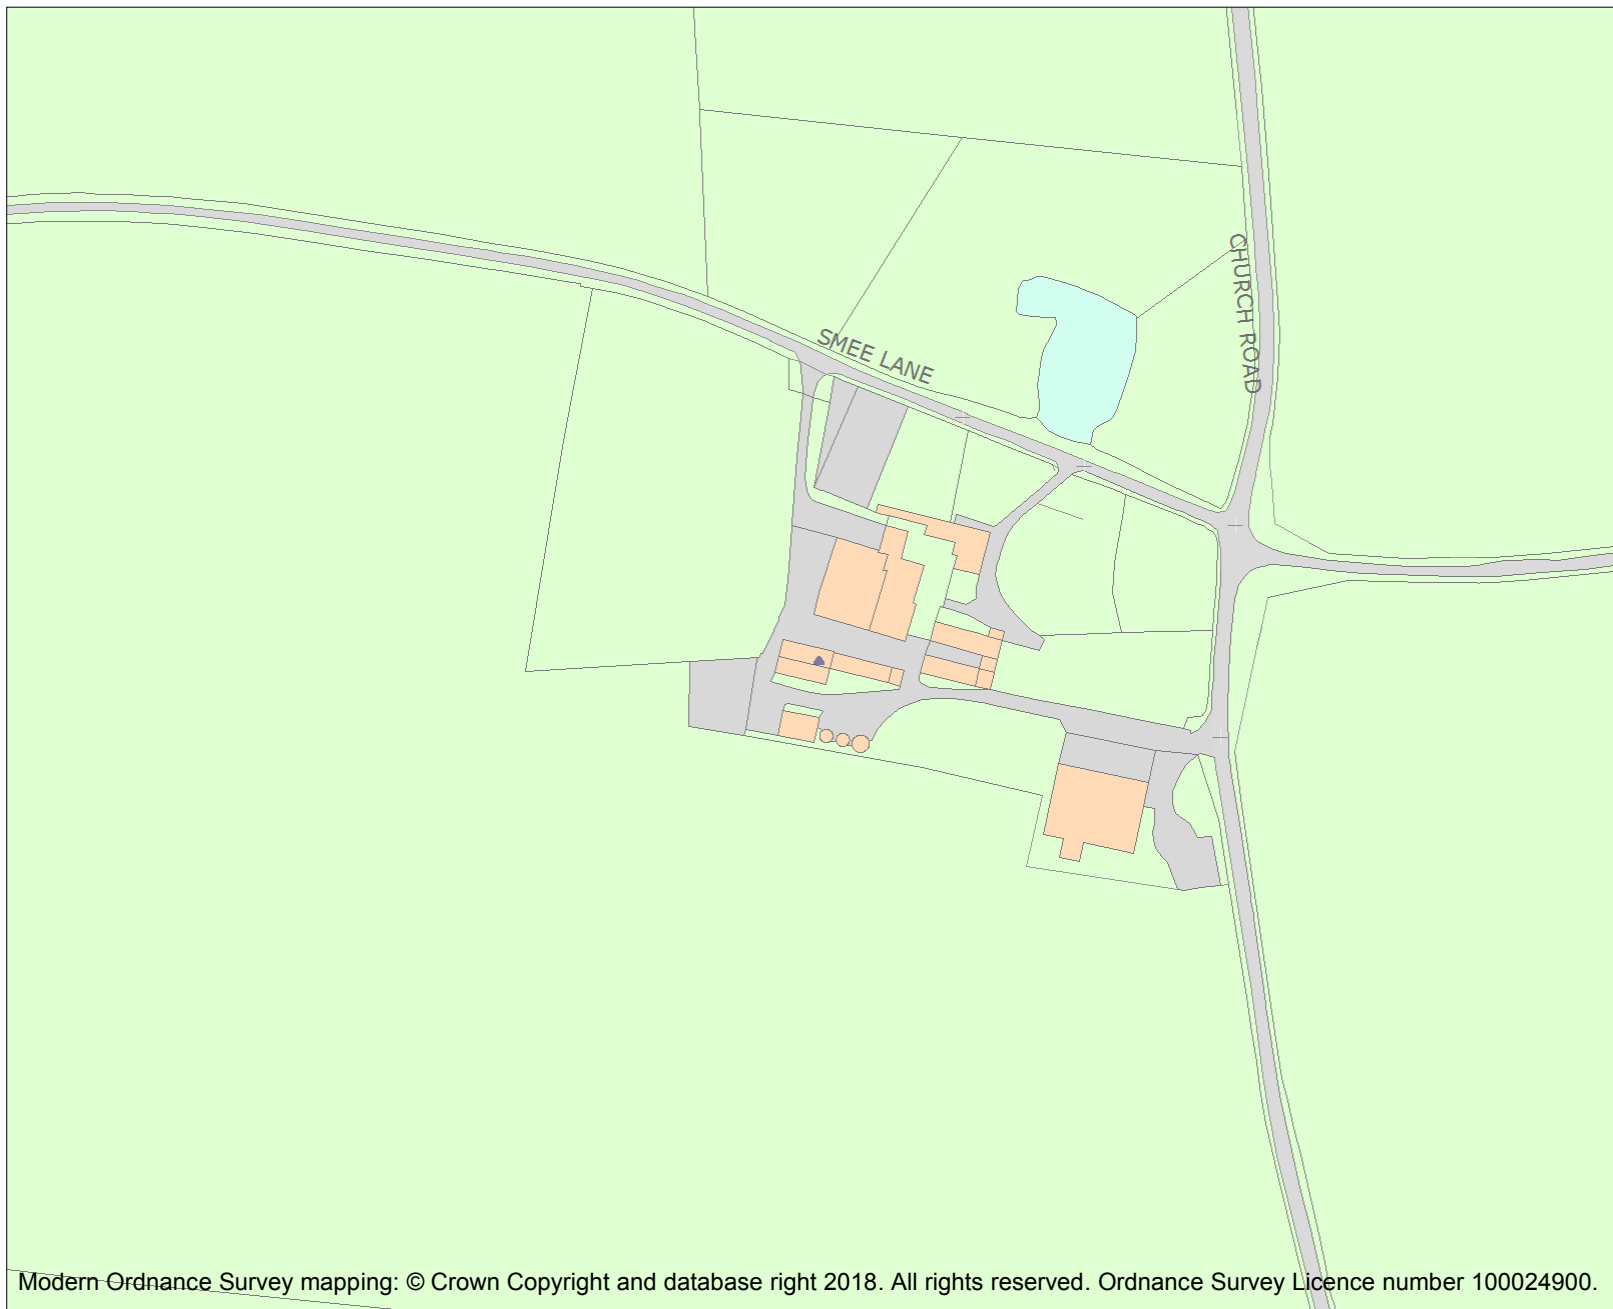 CHURCH ROAD
SMEE LANE
Modern Ordnance Survey mapping: © Crown Copyright and database right 2018. All rights reserved. Ordnance Survey Licence number 100024900.